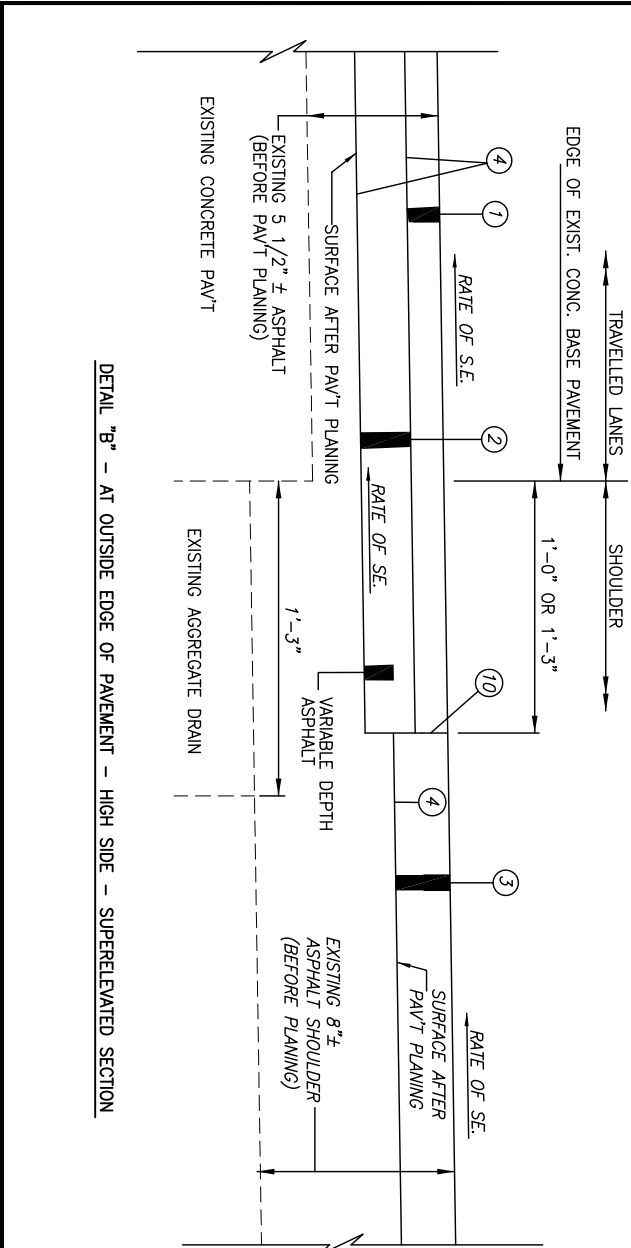 TRAVELLED LANES
SHOULDER
EDGE OF EXIST. CONC. BASE PAVEMENT
1'-0" OR 1'-3"
1
2
10
3
4
RATE OF S.E.
RATE OF SE.
RATE OF SE.
4
SURFACE AFTER PAV'T PLANING
SURFACE AFTER
PAV'T PLANING
VARIABLE DEPTH
ASPHALT
1'-3"
EXISTING 5 1/2" ± ASPHALT
(BEFORE PAV'T PLANING)
EXISTING 8"±
ASPHALT SHOULDER
(BEFORE PLANING)
EXISTING CONCRETE PAV'T
EXISTING AGGREGATE DRAIN
DETAIL "B" – AT OUTSIDE EDGE OF PAVEMENT – HIGH SIDE – SUPERELEVATED SECTION